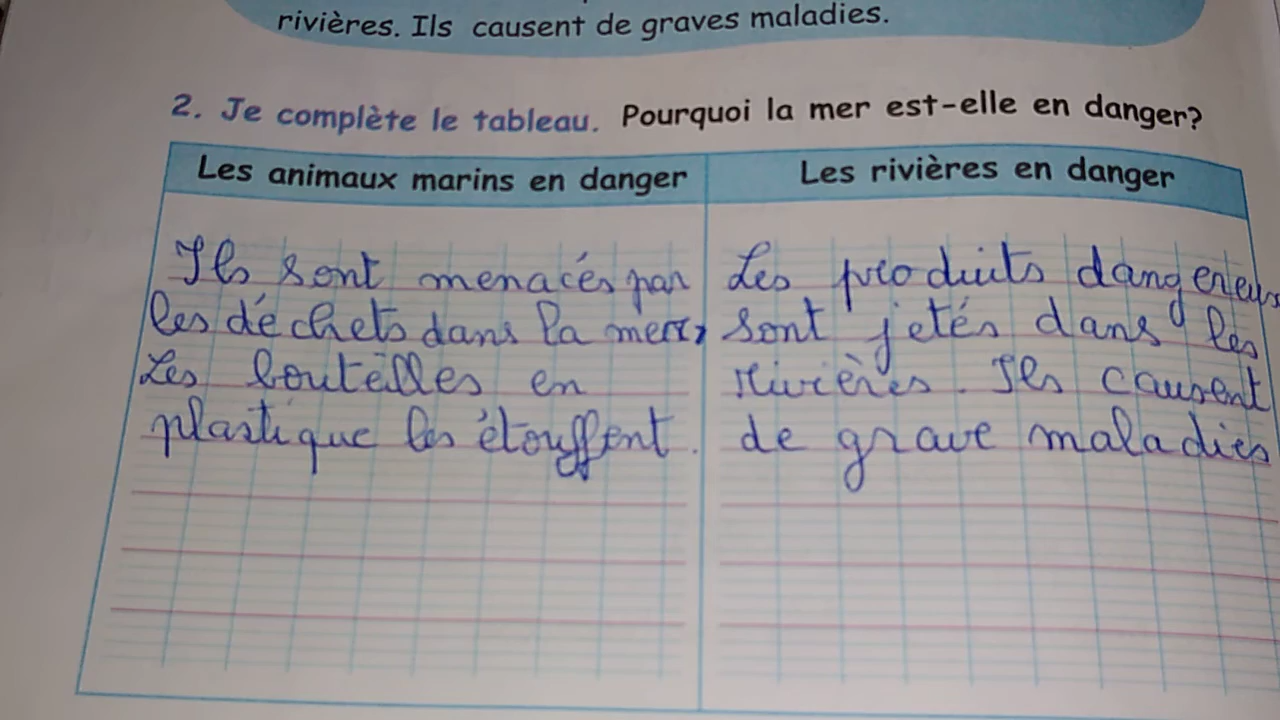 rivières. Ils causent de graves maladies.
2. Je complète le tableau. Pourquoi la mer est-elle en danger?
Les animaux marins en danger
Ils sont menacés par
les déchets dans la mer,
Les bouteilles en
plastique les étouffent.
Les rivières en danger
Les produits dangereux
sont jetés dans les
rivières. Ils causent
de grave maladies